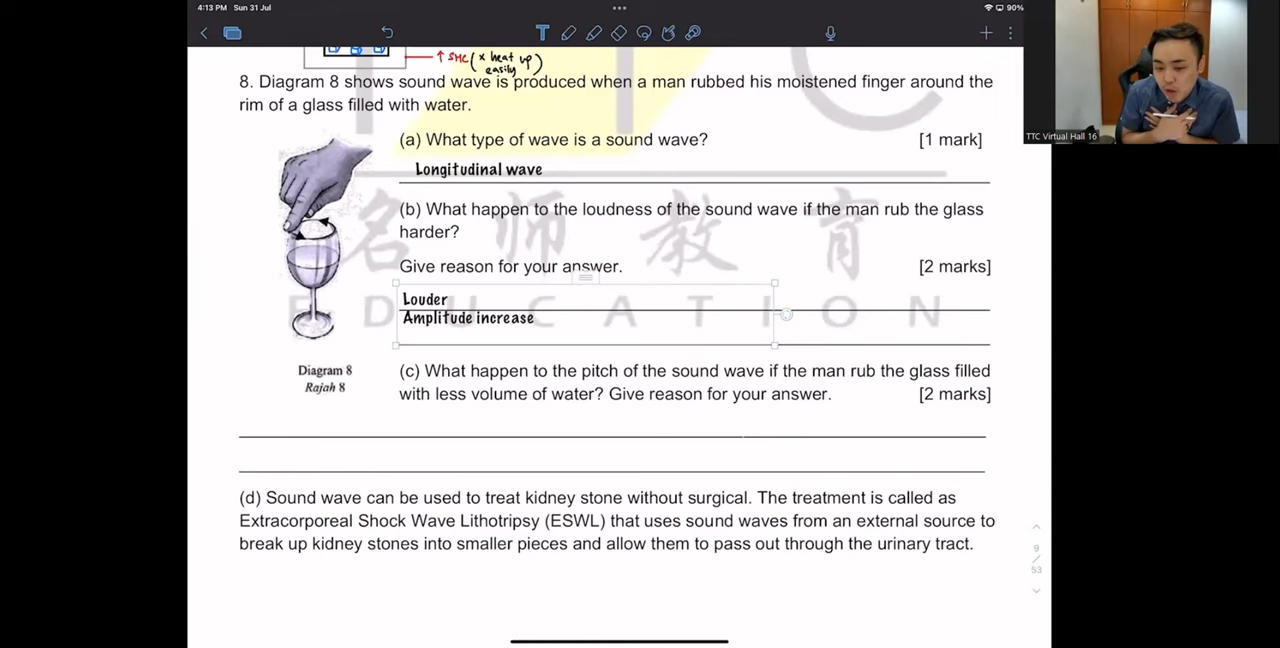 4:13 PM Sun 31 Jul
90%
↑ SHC (x heat up
easily)
8. Diagram 8 shows sound wave is produced when a man rubbed his moistened finger around the
rim of a glass filled with water.
TTC Virtual Hall 16
(a) What type of wave is a sound wave? [1 mark]
Longitudinal wave
(b) What happen to the loudness of the sound wave if the man rub the glass
harder?
名师教育
Give reason for your answer. [2 marks]
Louder
EDUCATION
Amplitude increase
Diagram 8
Rajah 8
(c) What happen to the pitch of the sound wave if the man rub the glass filled
with less volume of water? Give reason for your answer. [2 marks]
(d) Sound wave can be used to treat kidney stone without surgical. The treatment is called as
Extracorporeal Shock Wave Lithotripsy (ESWL) that uses sound waves from an external source to
break up kidney stones into smaller pieces and allow them to pass out through the urinary tract.
9
/
53